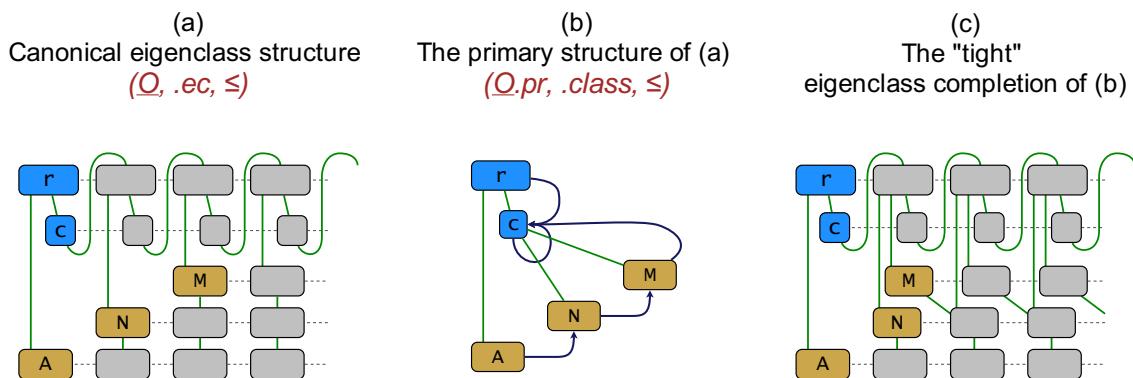 (a)
Canonical eigenclass structure
(O, .ec, ≤)
(b)
The primary structure of (a)
(O.pr, .class, ≤)
(c)
The "tight"
eigenclass completion of (b)
r
c
M
N
A
r
c
M
N
A
r
c
M
N
A